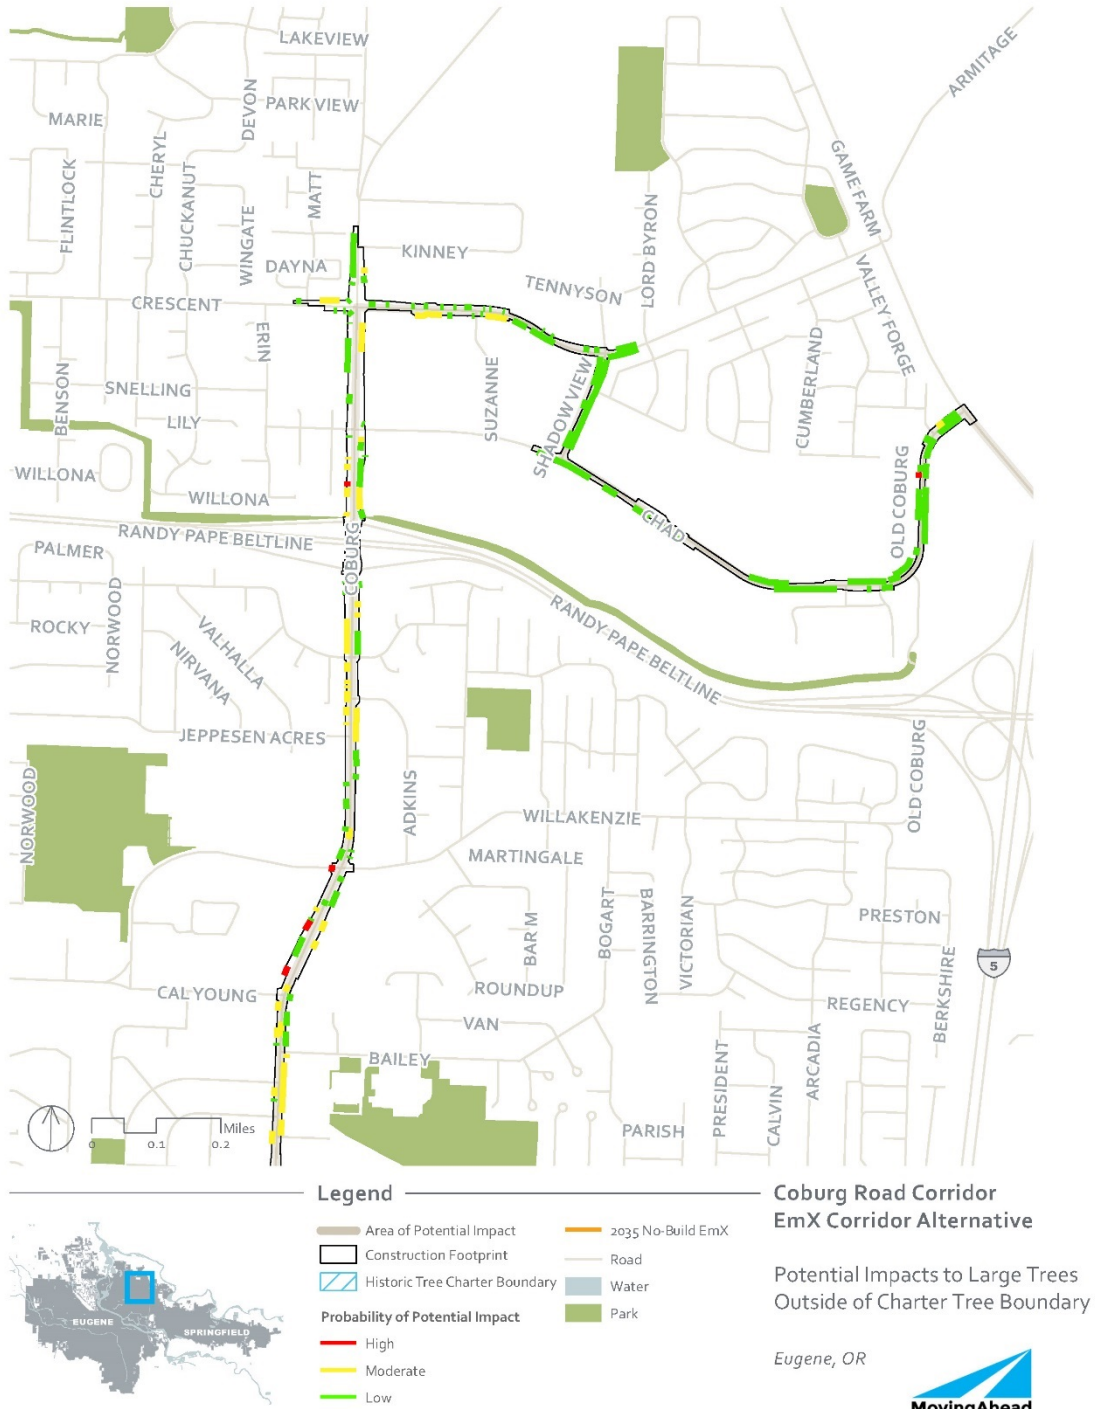 LAKEVIEW
ARMITAGE
DEVON
PARK VIEW
MARIE
CHERYL
GAME FARM
FLINTLOCK
CHUCKANUT
MATT
WINGATE
LORD BYRON
KINNEY
DAYNA
TENNYSON
VALLEY FORGE
CRESCENT
ERIN
CUMBERLAND
SUZANNE
SHADOW VIEW
SNELLING
BENSON
LILY
WILLONA
WILLONA
OLD COBURG
CHAD
RANDY PAPE BELTLINE
PALMER
COBURG
NORWOOD
RANDY PAPE BELTLINE
ROCKY
VALHALLA
NIRVANA
JEPPESEN ACRES
OLD COBURG
NORWOOD
ADKINS
WILLAKENZIE
MARTINGALE
BAR M
BOGART
BARRINGTON
VICTORIAN
PRESTON
BERKSHIRE
5
CAL YOUNG
ROUNDUP
REGENCY
VAN
BAILEY
PRESIDENT
ARCADIA
CALVIN
PARISH
Miles
0 0.1 0.2
Legend
Area of Potential Impact
Construction Footprint
Historic Tree Charter Boundary
Probability of Potential Impact
High
Moderate
Low
2035 No-Build EmX
Road
Water
Park
EUGENE
SPRINGFIELD
Coburg Road Corridor
EmX Corridor Alternative
Potential Impacts to Large Trees
Outside of Charter Tree Boundary
Eugene, OR
MovingAhead